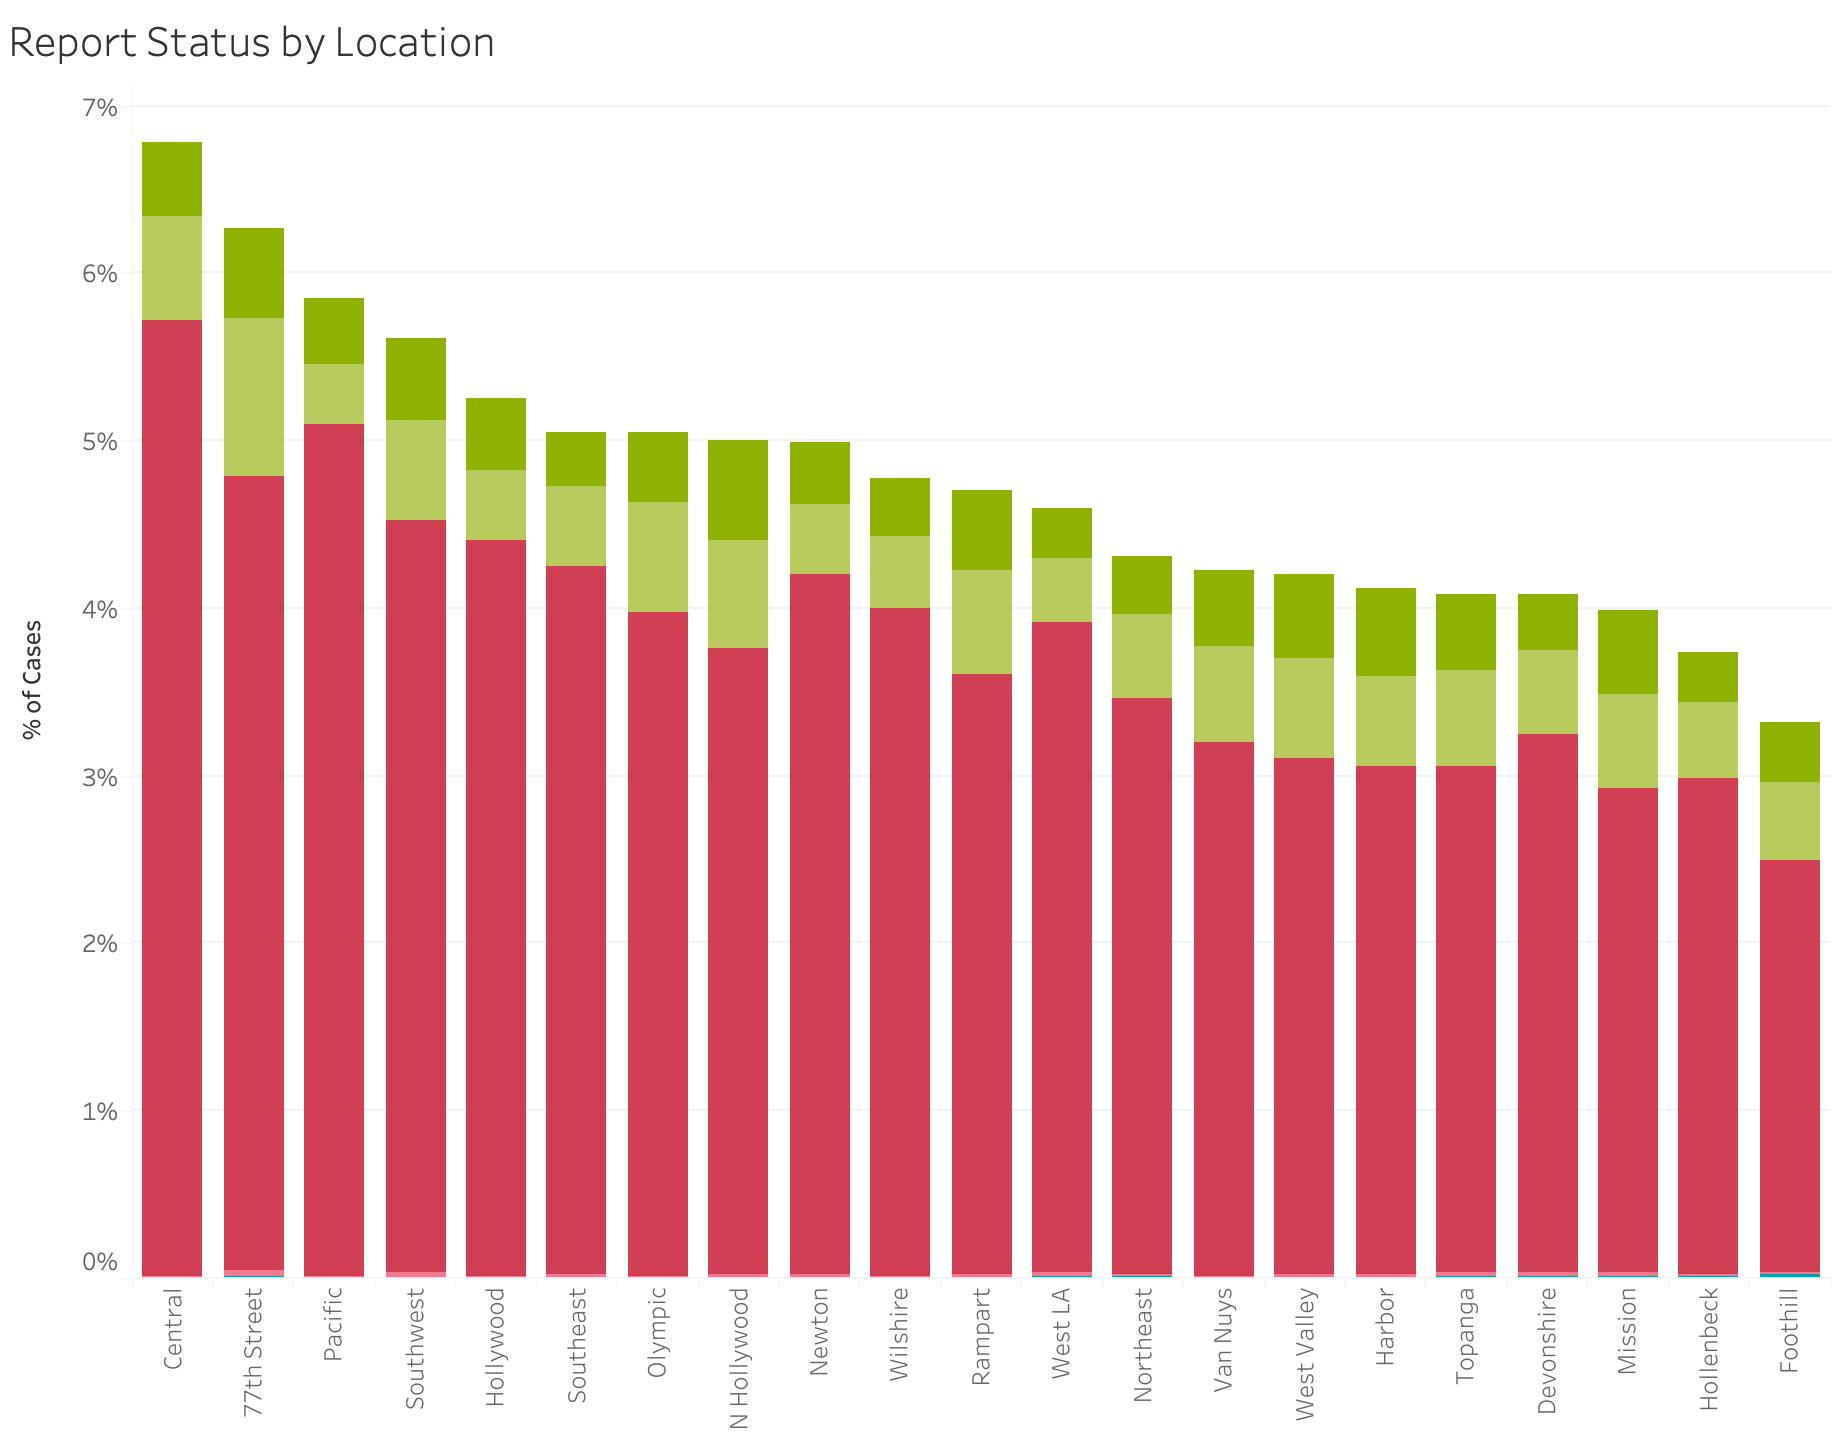 Report Status by Location
7%
6%
5%
4%
3%
2%
1%
0%
% of Cases
Central
77th Street
Pacific
Southwest
Hollywood
Southeast
Olympic
N Hollywood
Newton
Wilshire
Rampart
West LA
Northeast
Van Nuys
West Valley
Harbor
Topanga
Devonshire
Mission
Hollenbeck
Foothill